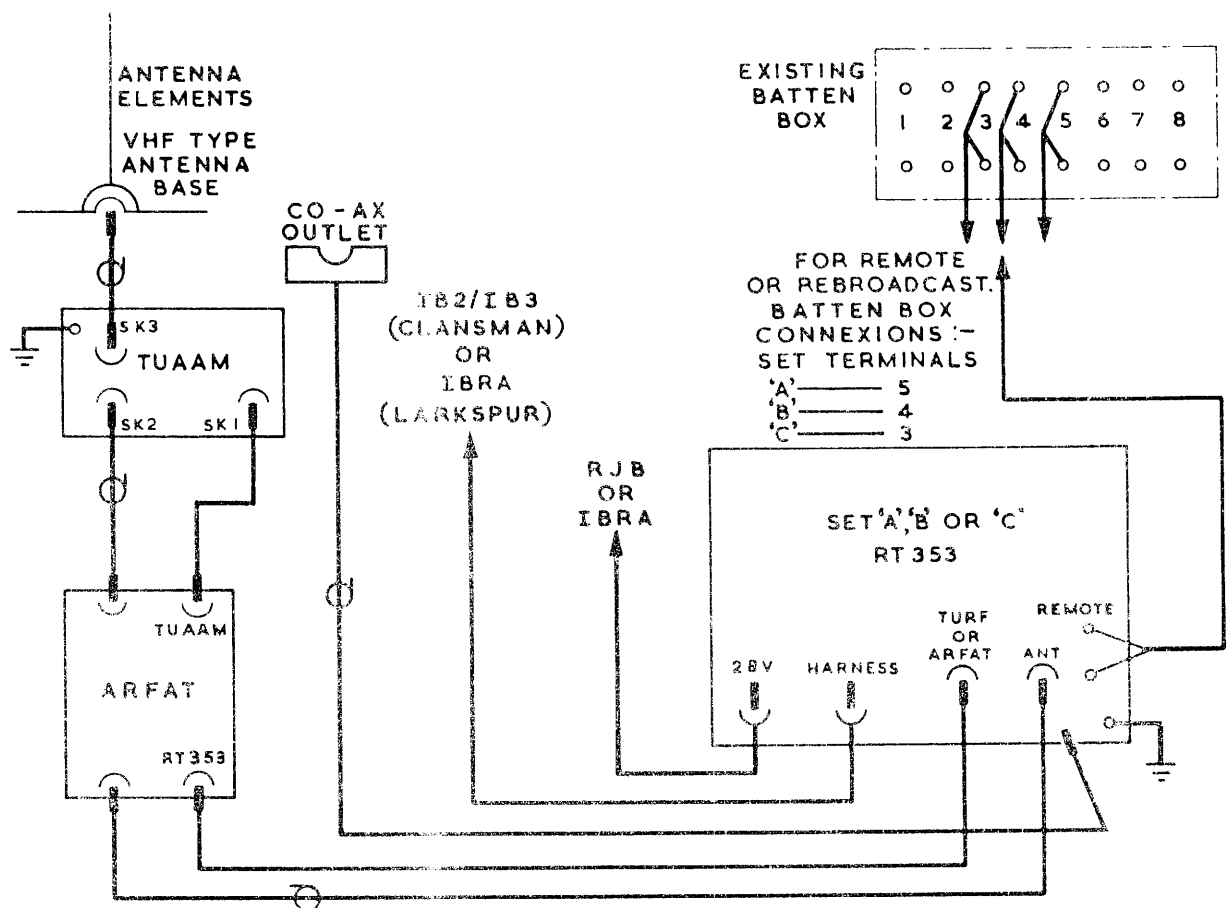 ANTENNA
ELEMENTS
VHF TYPE
ANTENNA
BASE
CO-AX
OUTLET
EXISTING
BATTEN
BOX
1 2 3 4 5 6 7 8
FOR REMOTE
OR REBROADCAST.
BATTEN BOX
CONNEXIONS :-
SET TERMINALS
'A' 5
'B' 4
'C' 3
IB2/IB3
(CLANSMAN)
OR
IBRA
(LARKSPUR)
SK3
TUAAM
SK2 SK1
RJB
OR
IBRA
SET 'A','B' OR 'C'
RT353
TUAAM
ARFAT
RT353
28V
HARNESS
TURF
OR
ARFAT
ANT
REMOTE